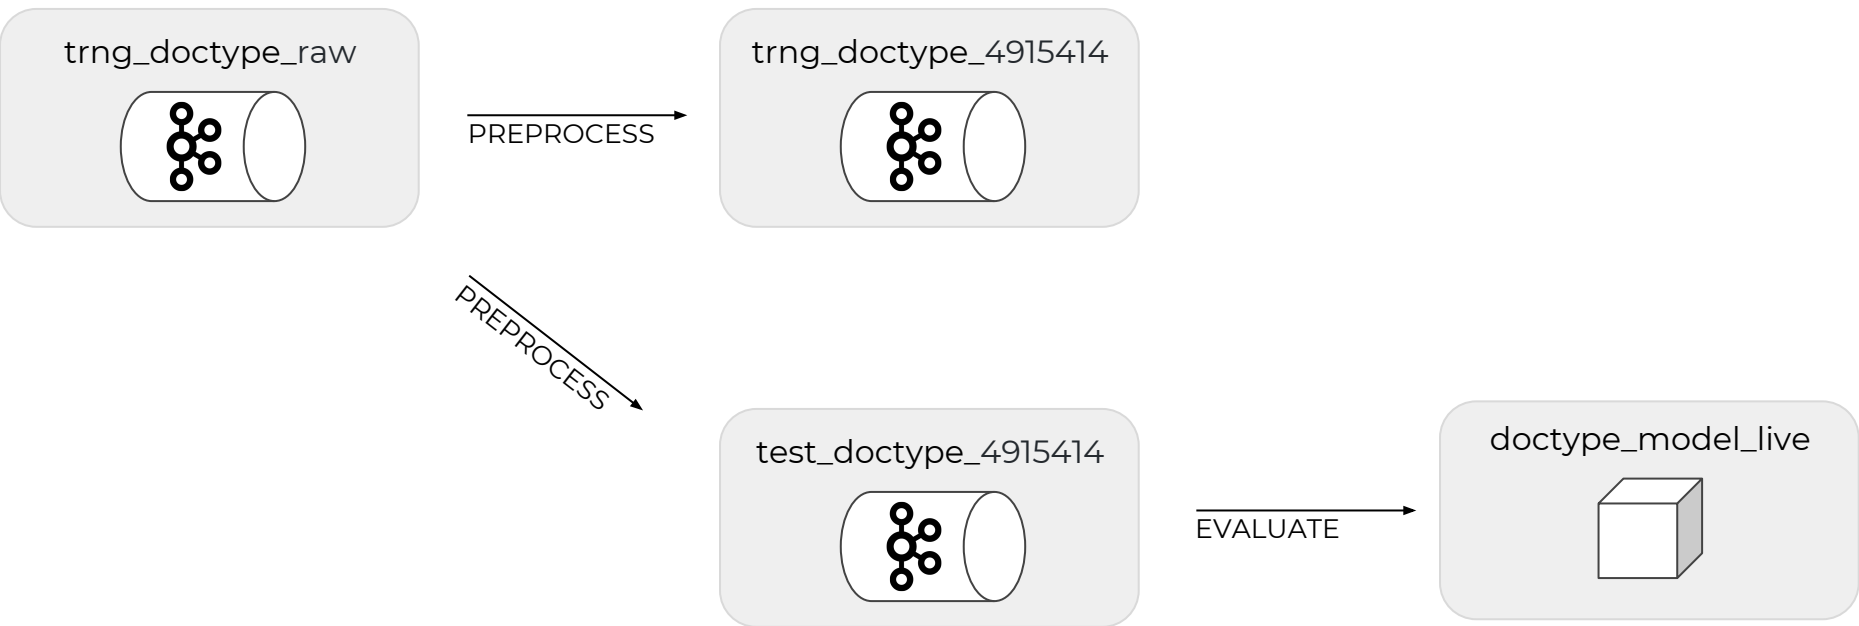 trng_doctype_raw
trng_doctype_4915414
PREPROCESS
PREPROCESS
test_doctype_4915414
doctype_model_live
EVALUATE